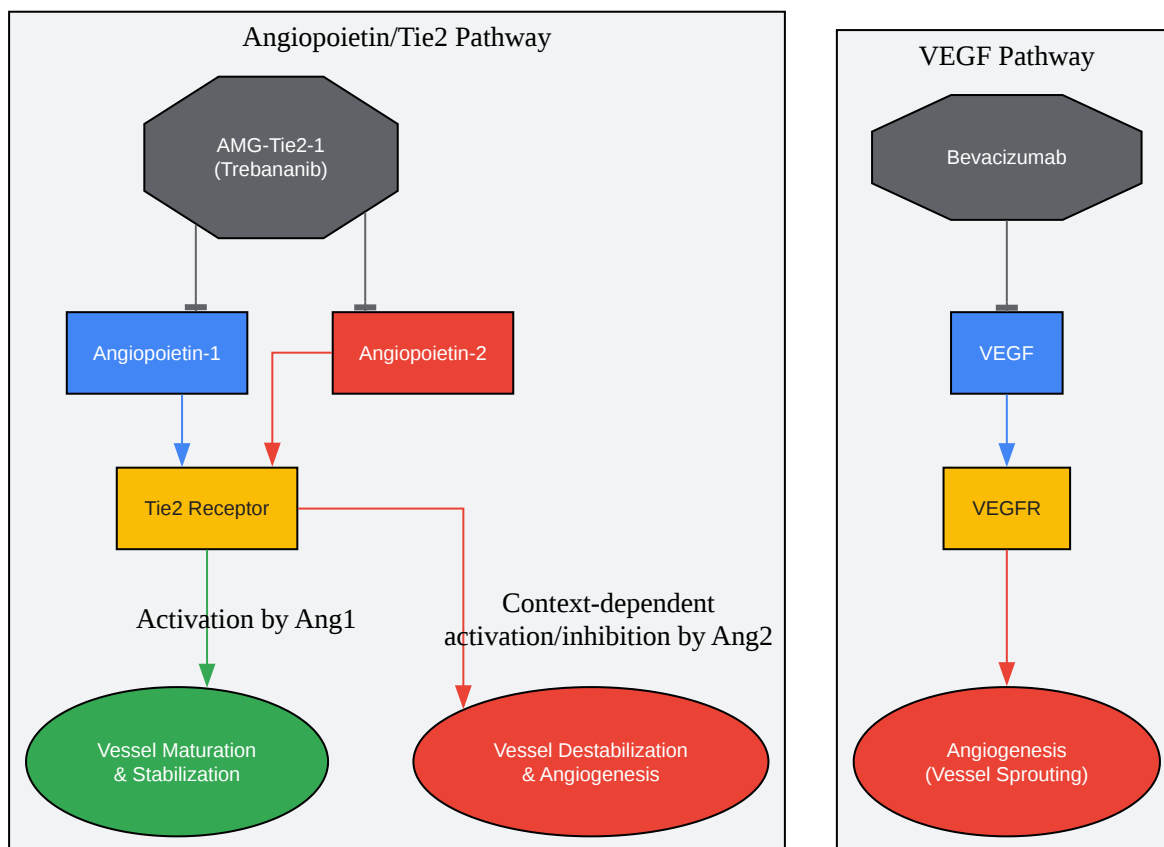 Angiopoietin/Tie2 Pathway
AMG-Tie2-1
(Trebananib)
Angiopoietin-1
Angiopoietin-2
Tie2 Receptor
Activation by Ang1
Context-dependent
activation/inhibition by Ang2
Vessel Maturation
& Stabilization
Vessel Destabilization
& Angiogenesis
VEGF Pathway
Bevacizumab
VEGF
VEGFR
Angiogenesis
(Vessel Sprouting)